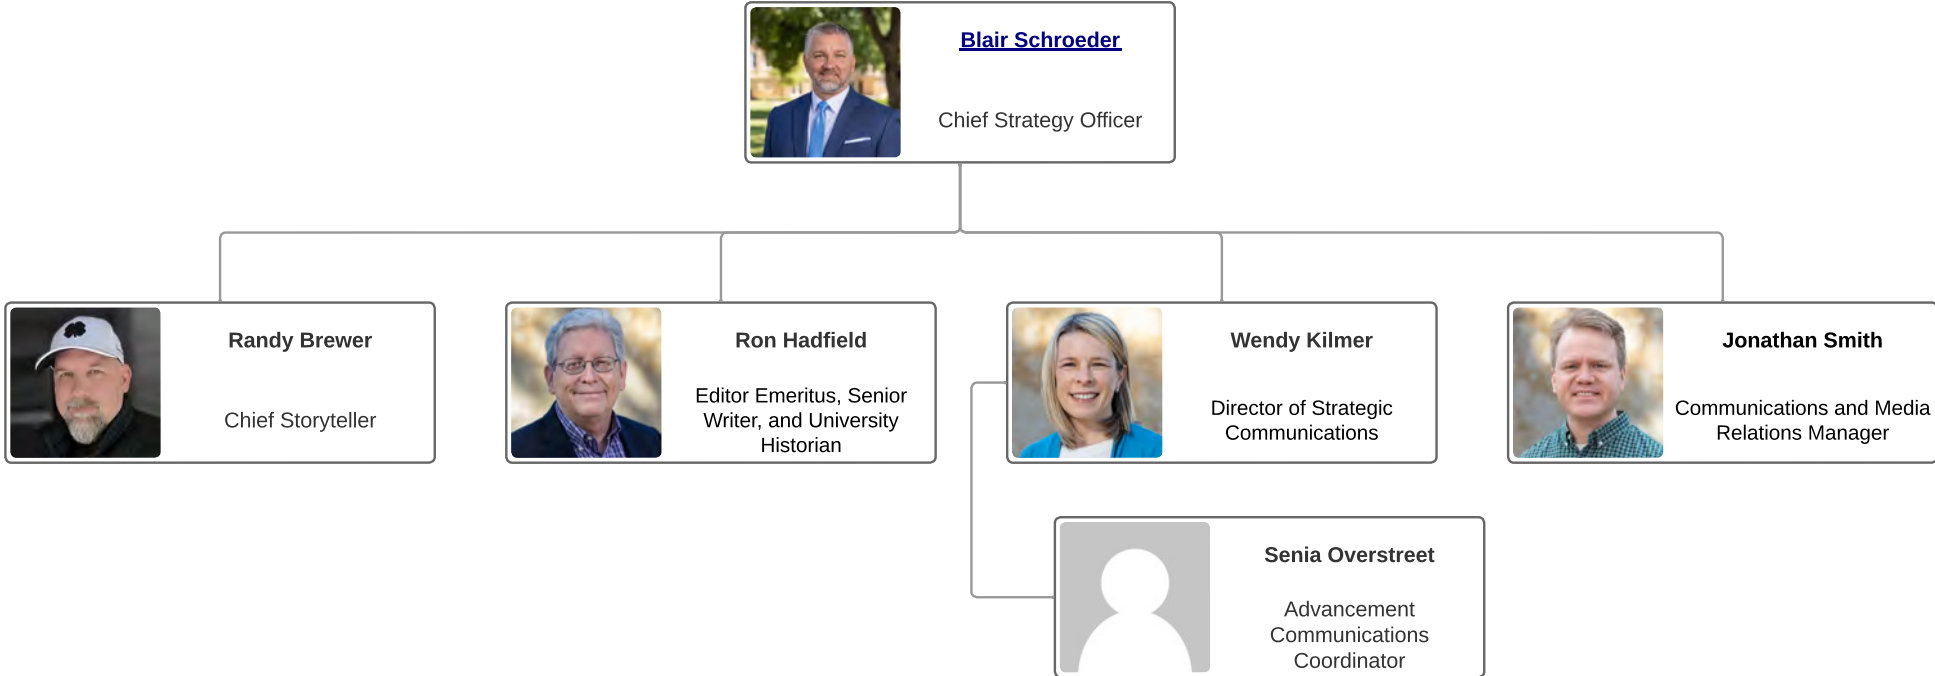 Blair Schroeder
Chief Strategy Officer
Randy Brewer
Chief Storyteller
Ron Hadfield
Editor Emeritus, Senior
Writer, and University
Historian
Wendy Kilmer
Director of Strategic
Communications
Jonathan Smith
Communications and Media
Relations Manager
Senia Overstreet
Advancement
Communications
Coordinator